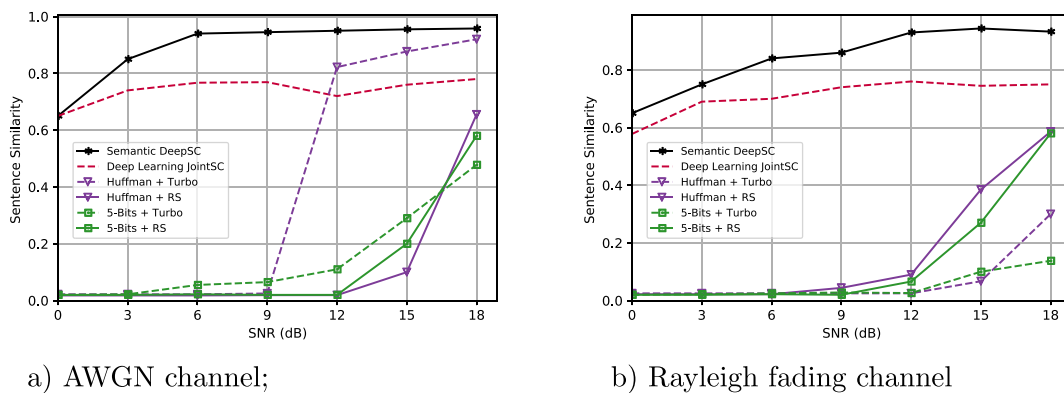 1.0
0.8
0.6
0.4
0.2
0.0
Sentence Similarity
Semantic DeepSC
Deep Learning JointSC
Huffman + Turbo
Huffman + RS
5-Bits + Turbo
5-Bits + RS
0 3 6 9 12 15 18
SNR (dB)
a) AWGN channel;
0.8
0.6
0.4
0.2
0.0
Sentence Similarity
Semantic DeepSC
Deep Learning JointSC
Huffman + Turbo
Huffman + RS
5-Bits + Turbo
5-Bits + RS
0 3 6 9 12 15 18
SNR (dB)
b) Rayleigh fading channel